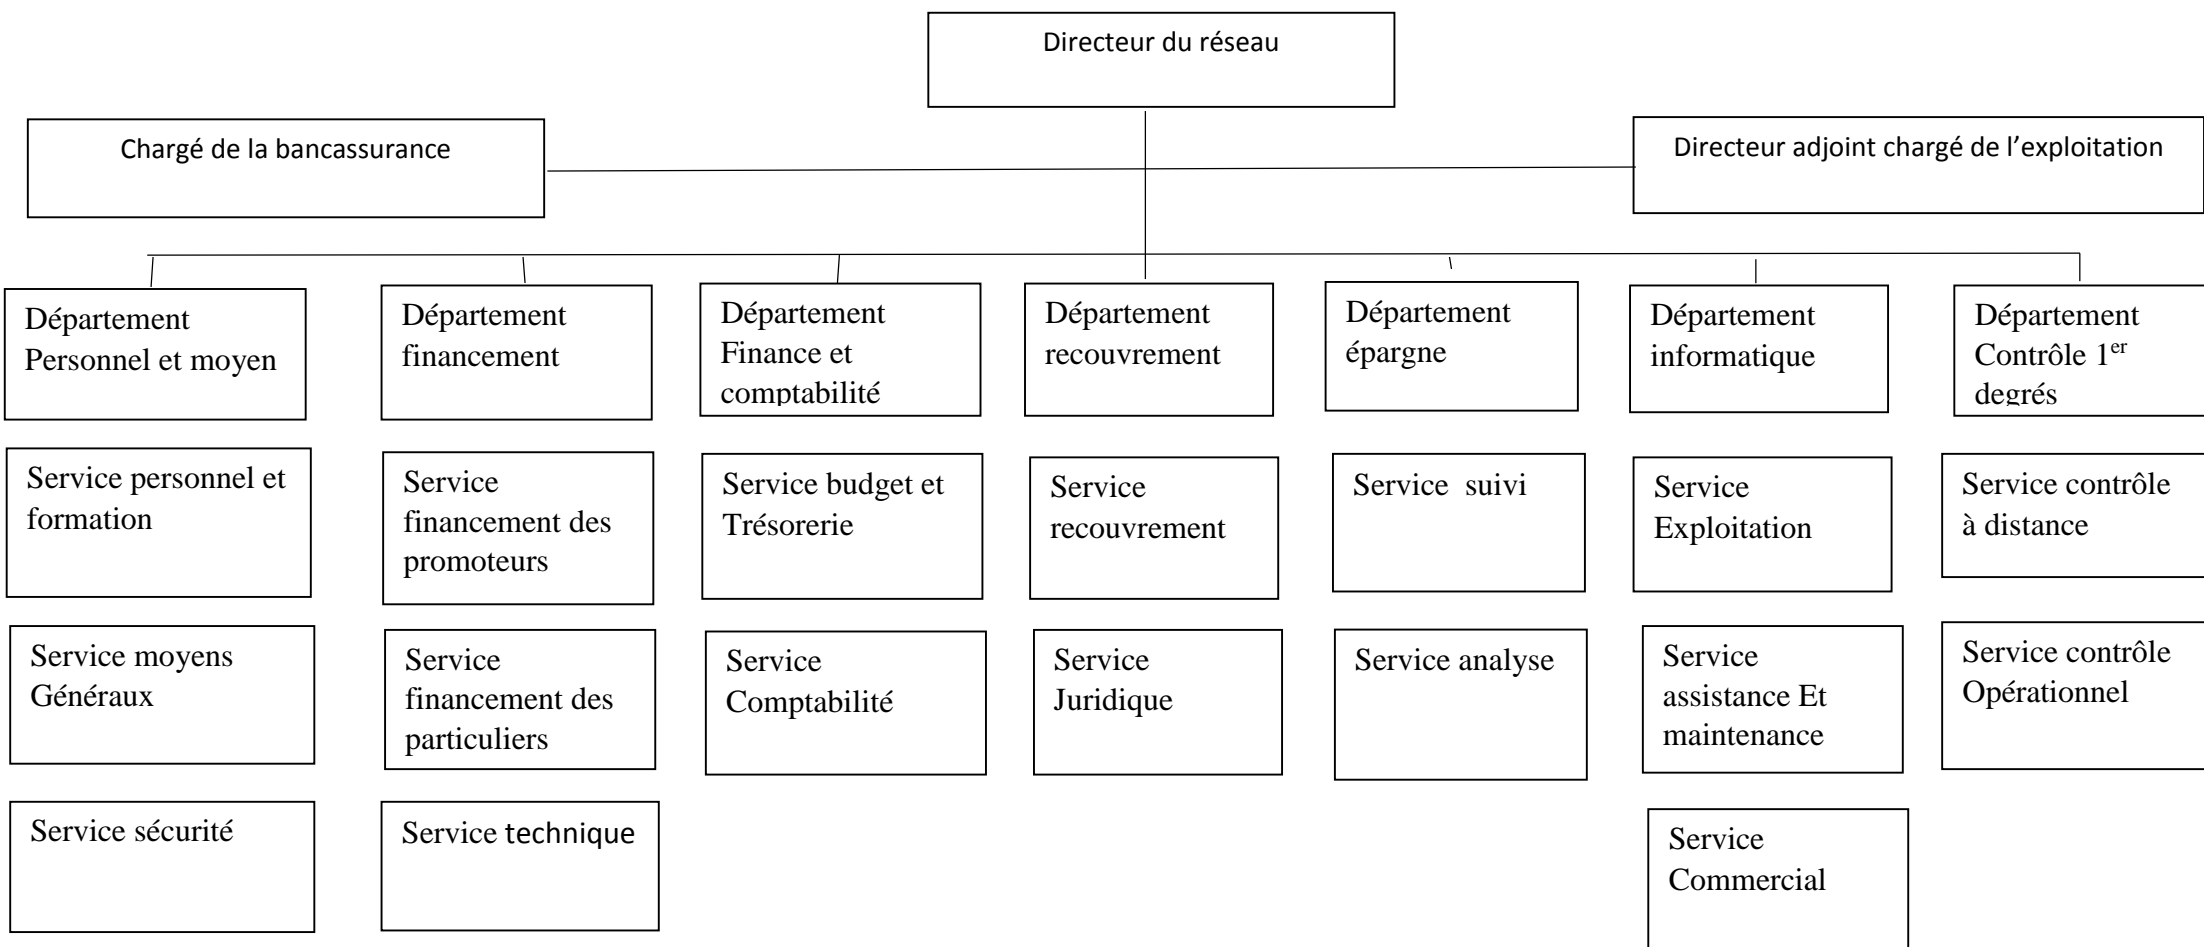 Directeur du réseau
Chargé de la bancassurance
Directeur adjoint chargé de l’exploitation
Département
Personnel et moyen
Département
financement
Département
Finance et
comptabilité
Département
recouvrement
Département
épargne
Département
informatique
Département
Contrôle 1er
degrés
Service personnel et
formation
Service
financement des
promoteurs
Service budget et
Trésorerie
Service
recouvrement
Service  suivi
Service
Exploitation
Service contrôle
à distance
Service moyens
Généraux
Service
financement des
particuliers
Service
Comptabilité
Service
Juridique
Service analyse
Service
assistance Et
maintenance
Service contrôle
Opérationnel
Service sécurité
Service technique
Service
Commercial